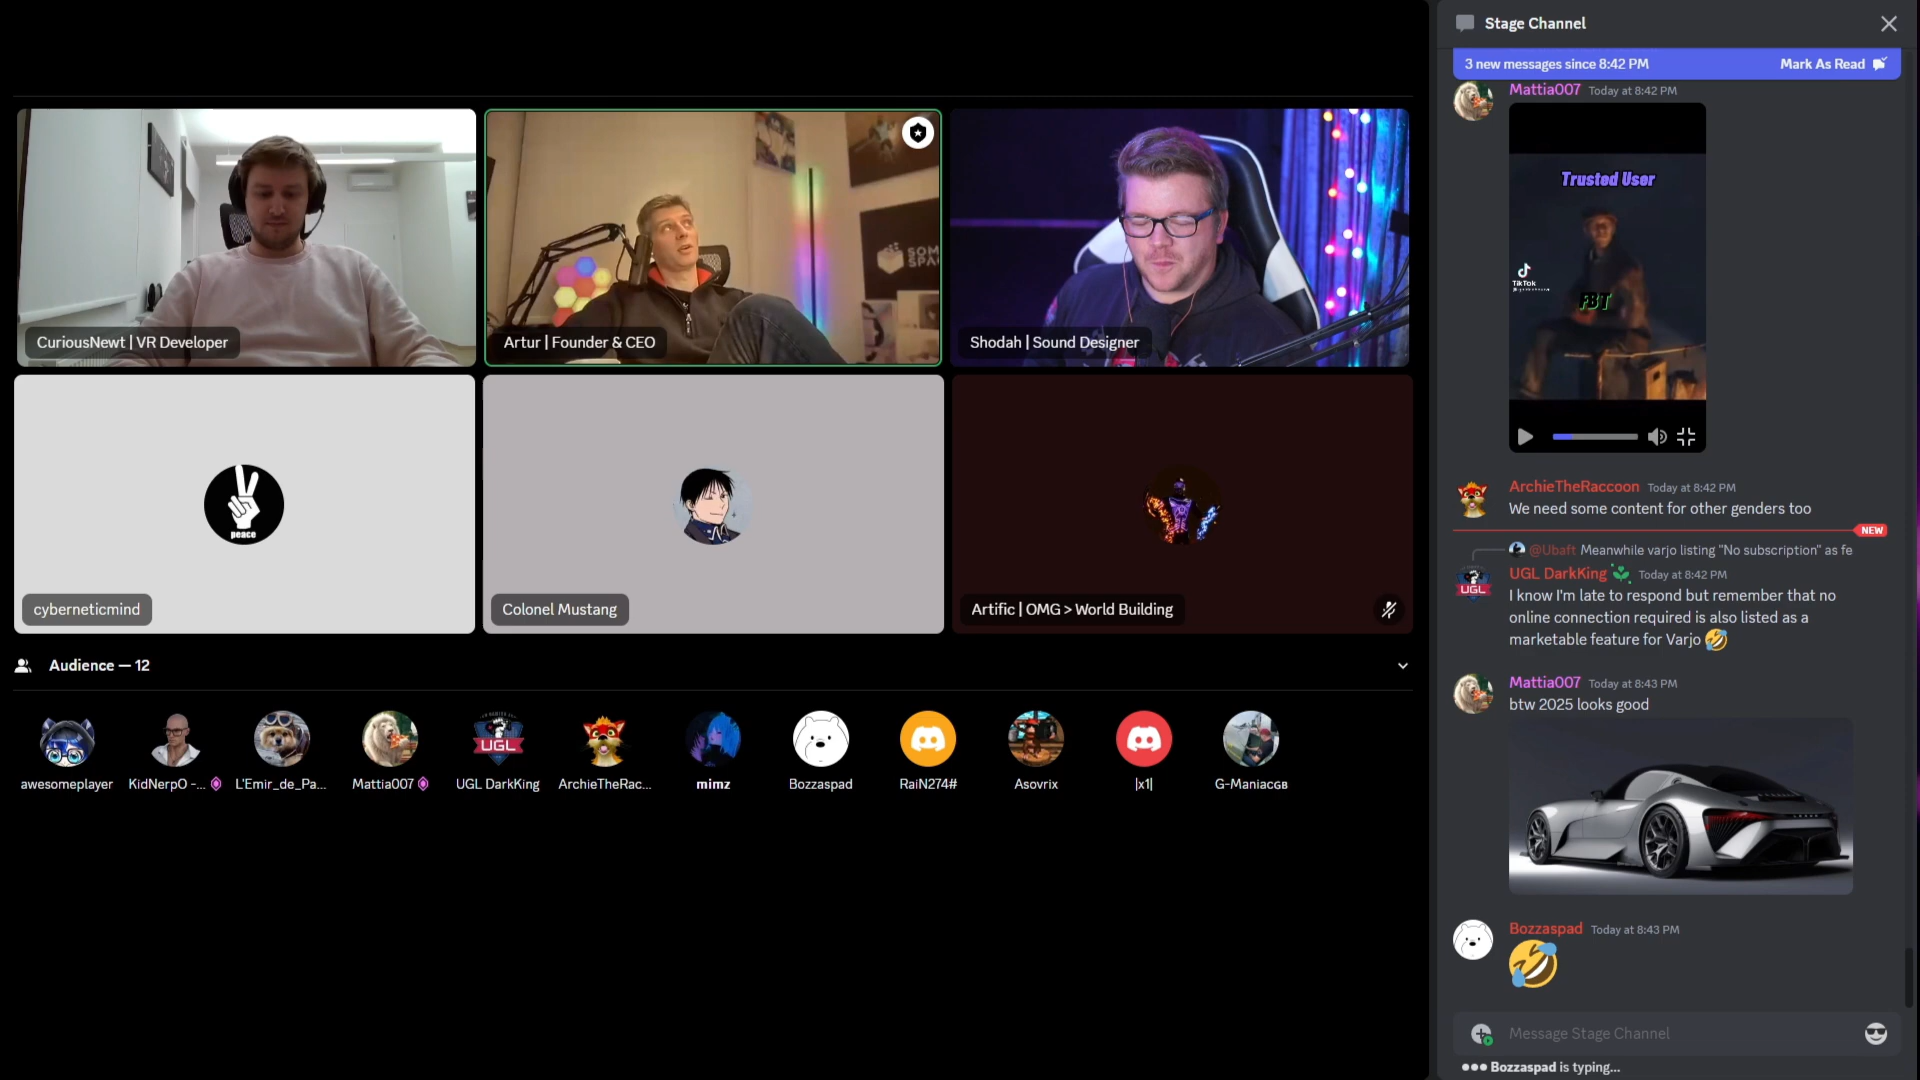 CuriousNewt | VR Developer
Artur | Founder & CEO
Shodah | Sound Designer
peace
cyberneticmind
Colonel Mustang
Artific | OMG > World Building
Audience — 12
UGL
awesomeplayer
KidNerpO -...
L'Emir_de_Pa...
Mattia007
UGL DarkKing
ArchieTheRac...
mimz
Bozzaspad
RaiN274#
Asovrix
|x1|
G-ManiacGB
Stage Channel
3 new messages since 8:42 PM
Mark As Read
Mattia007 Today at 8:42 PM
Trusted User
TikTok
FBT
ArchieTheRaccoon Today at 8:42 PM
We need some content for other genders too
NEW
@Ubaft Meanwhile varjo listing "No subscription" as fe
UGL DarkKing Today at 8:42 PM
UGL
I know I'm late to respond but remember that no
online connection required is also listed as a
marketable feature for Varjo
Mattia007 Today at 8:43 PM
btw 2025 looks good
Bozzaspad Today at 8:43 PM
Message Stage Channel
Bozzaspad is typing...